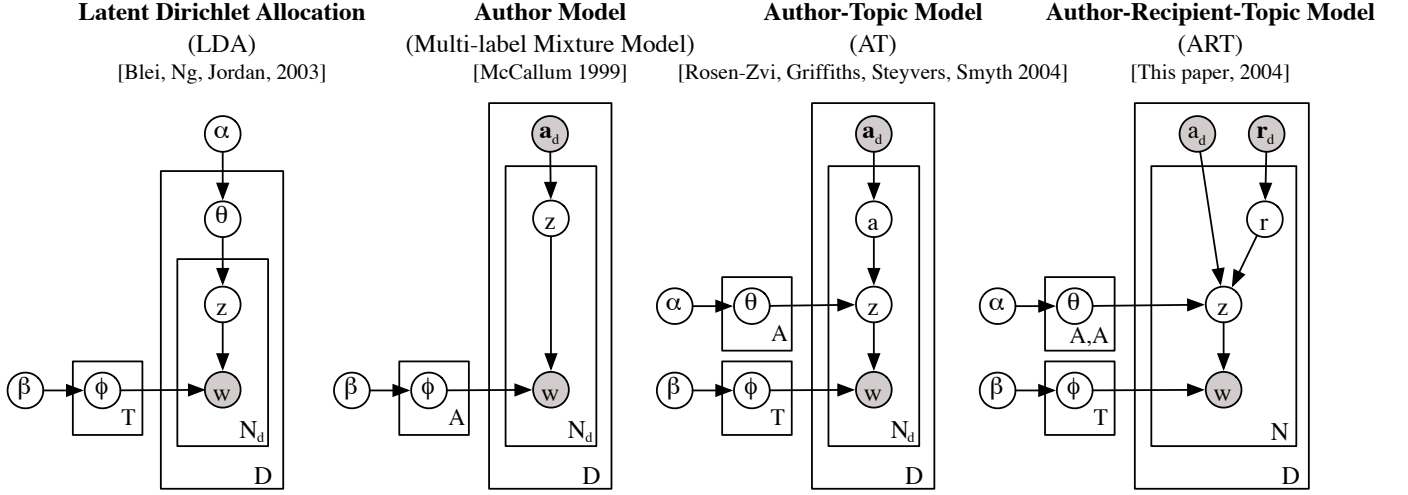 Latent Dirichlet Allocation
(LDA)
[Blei, Ng, Jordan, 2003]
α
θ
z
β
ϕ
w
T
N_d
D
Author Model
(Multi-label Mixture Model)
[McCallum 1999]
a_d
z
β
ϕ
w
A
N_d
D
Author-Topic Model
(AT)
[Rosen-Zvi, Griffiths, Steyvers, Smyth 2004]
a_d
a
α
θ
z
A
β
ϕ
w
T
N_d
D
Author-Recipient-Topic Model
(ART)
[This paper, 2004]
a_d
r_d
r
α
θ
z
A,A
β
ϕ
w
T
N
D